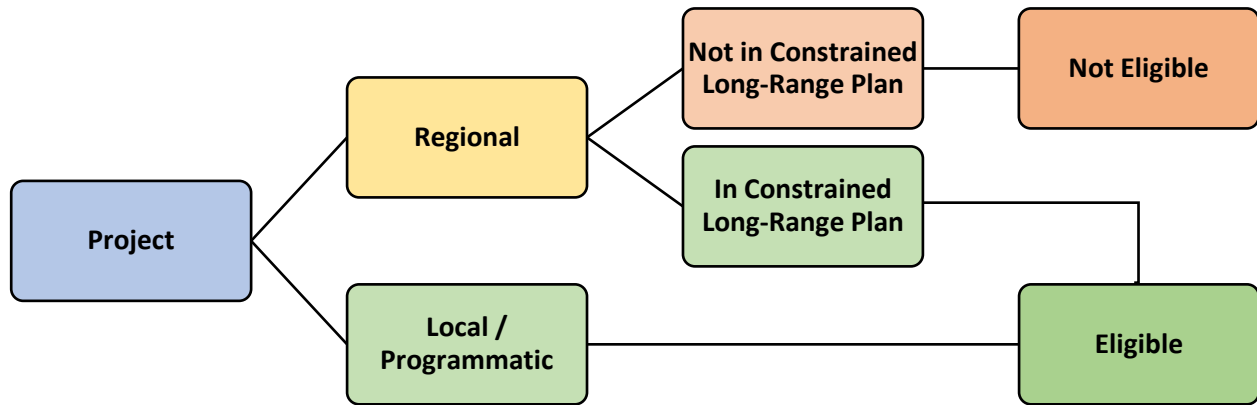 Not in Constrained
Long-Range Plan
Not Eligible
Regional
In Constrained
Long-Range Plan
Project
Local /
Programmatic
Eligible